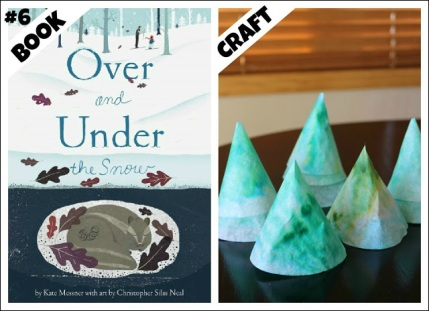 #6
BOOK
Over
and
Under
the Snow
by Kate Messner with art by Christopher Silas Neal
CRAFT